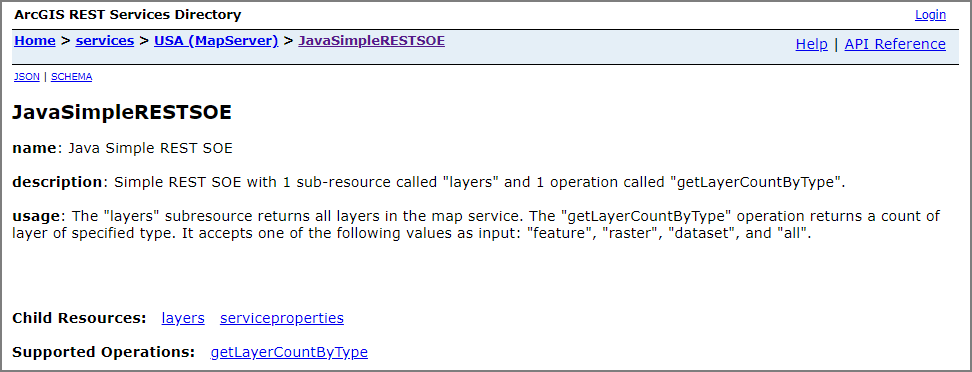 ArcGIS REST Services Directory Login
Home > services > USA (MapServer) > JavaSimpleRESTSOE Help | API Reference
JSON | SCHEMA
JavaSimpleRESTSOE
name: Java Simple REST SOE
description: Simple REST SOE with 1 sub-resource called "layers" and 1 operation called "getLayerCountByType".
usage: The "layers" subresource returns all layers in the map service. The "getLayerCountByType" operation returns a count of
layer of specified type. It accepts one of the following values as input: "feature", "raster", "dataset", and "all".
Child Resources: layers serviceproperties
Supported Operations: getLayerCountByType